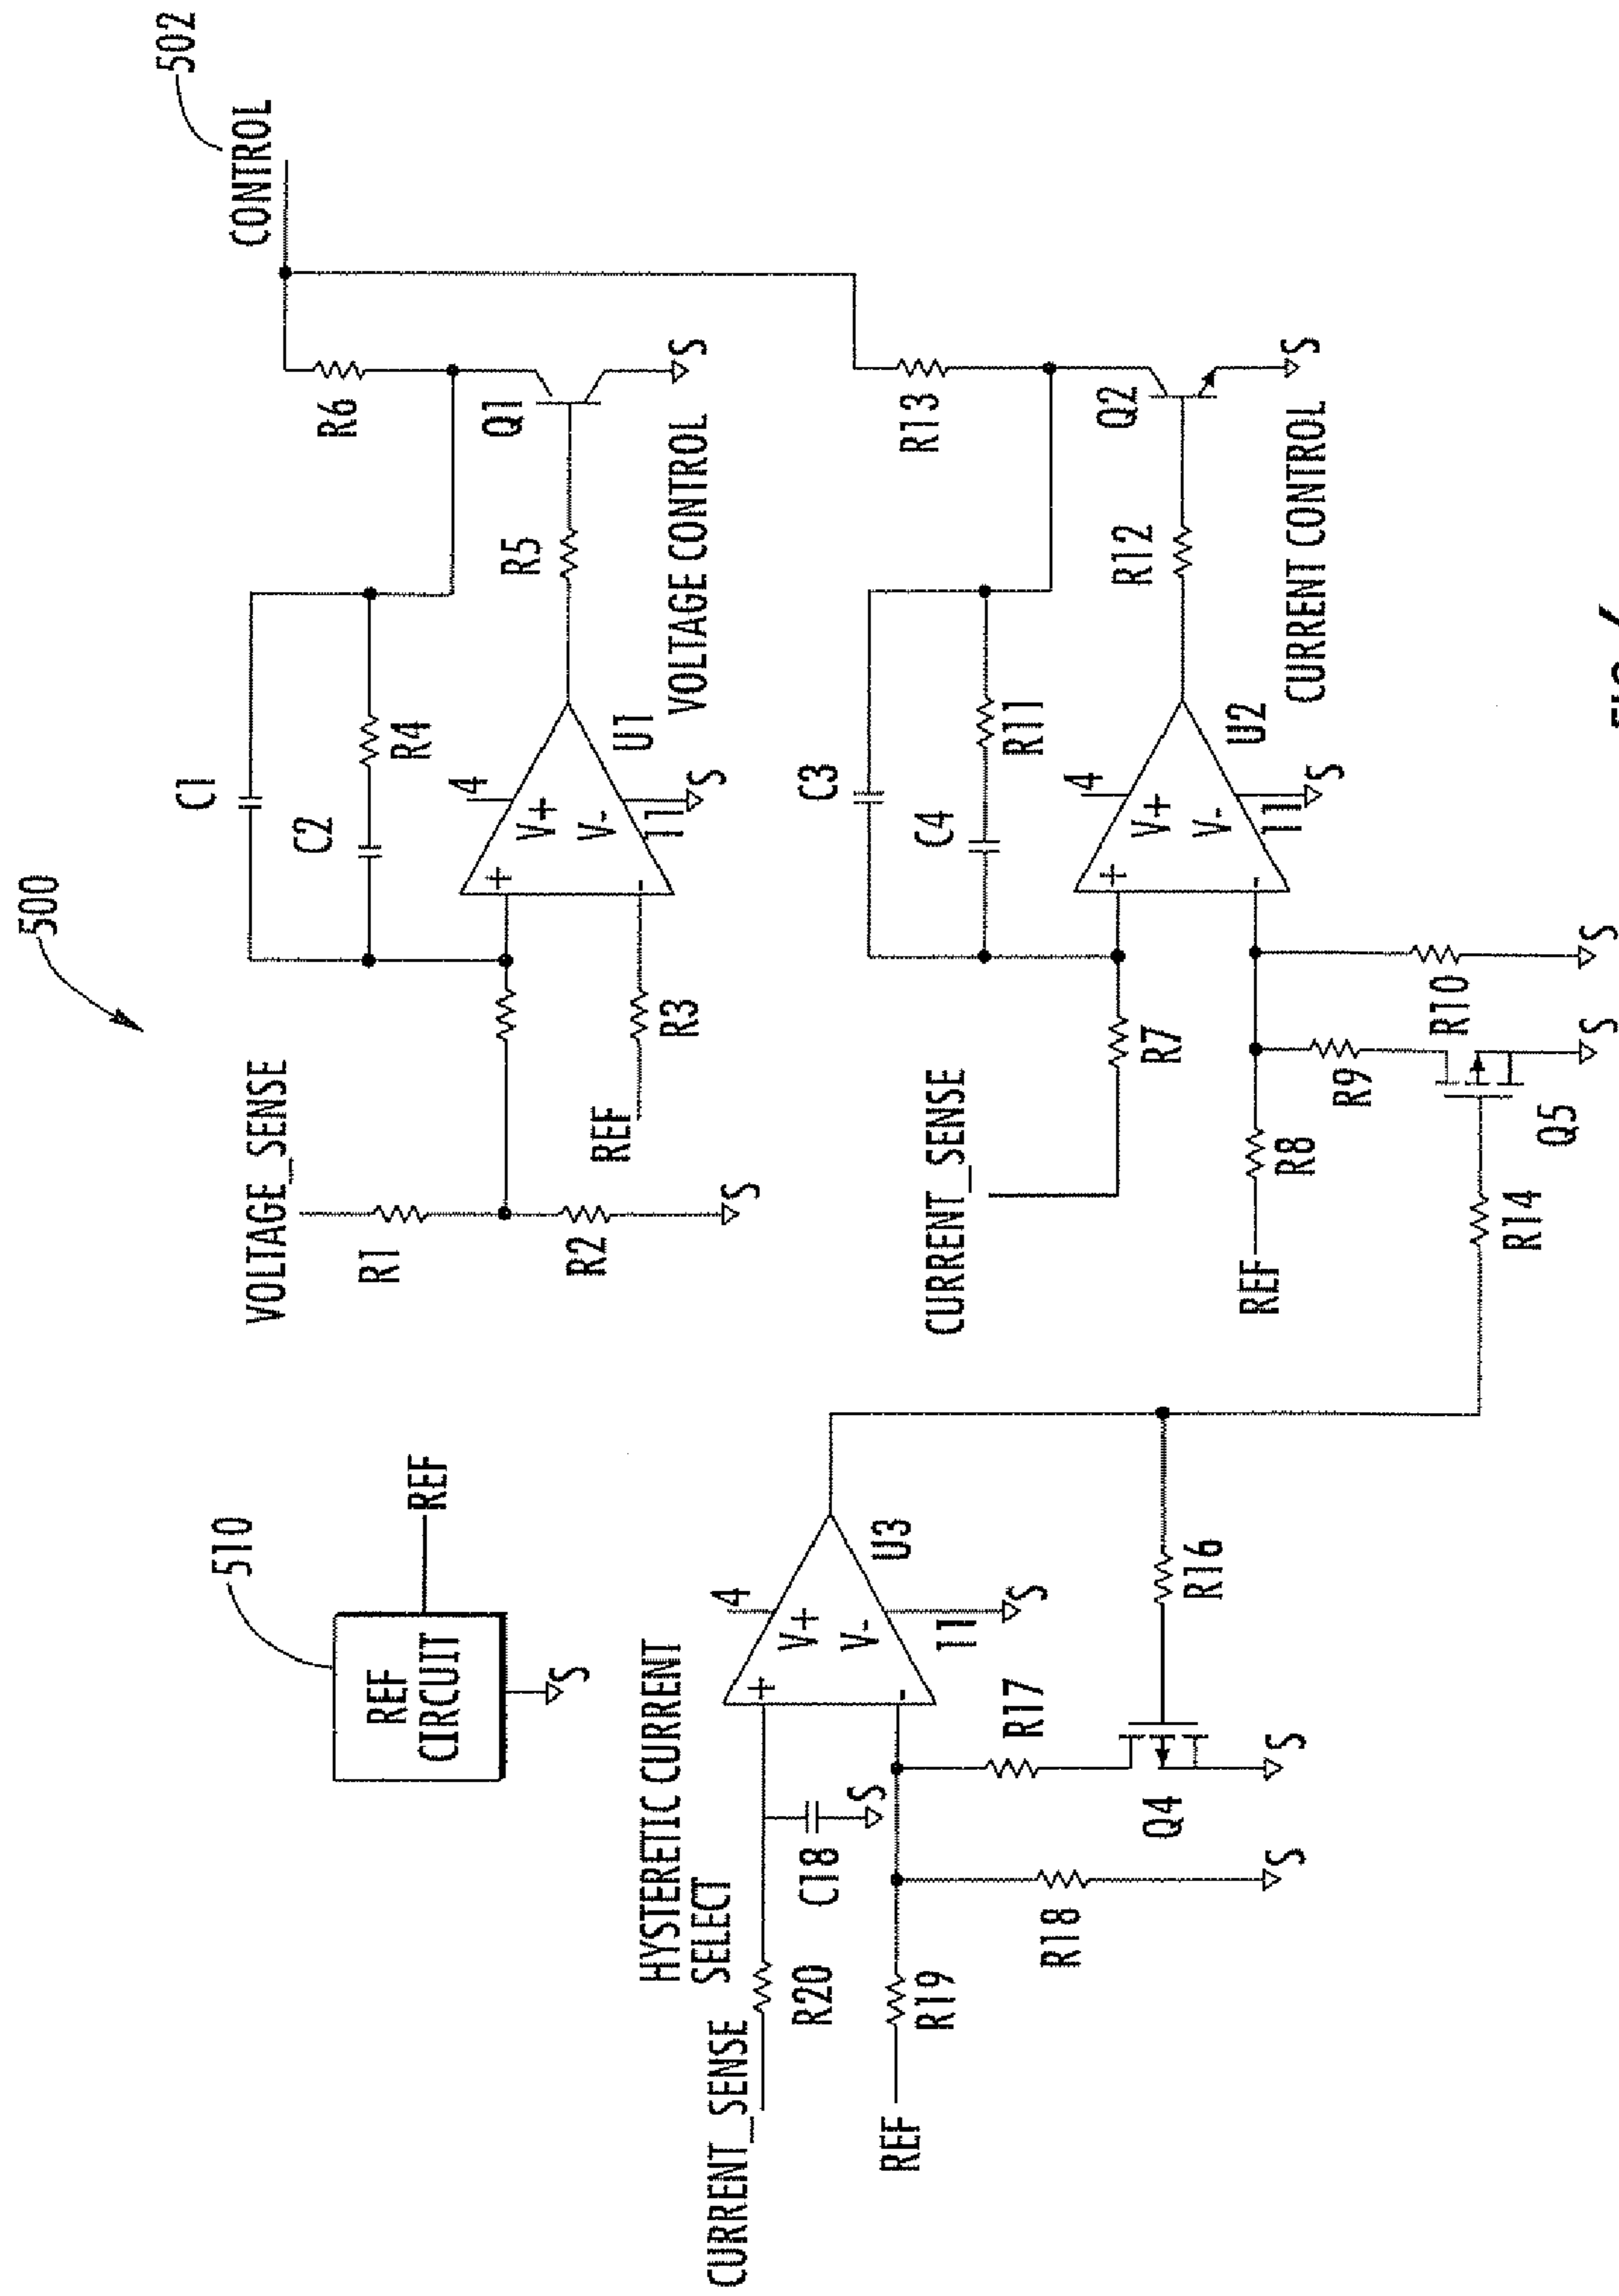 500
502
CONTROL
VOLTAGE_SENSE
R1
R2
S
REF
R3
C1
C2
R4
4
+
V+
-
V-
11
S
U1
R5
R6
Q1
S
VOLTAGE CONTROL
510
REF
CIRCUIT
REF
S
CURRENT_SENSE
R7
REF
R8
R9
R10
S
S
Q5
R14
C3
C4
R11
4
+
V+
-
V-
11
S
U2
R12
R13
Q2
S
CURRENT CONTROL
HYSTERETIC CURRENT
SELECT
CURRENT_SENSE
R20
C18
S
REF
R19
R18
S
R17
Q4
S
R16
4
+
V+
-
V-
11
S
U3